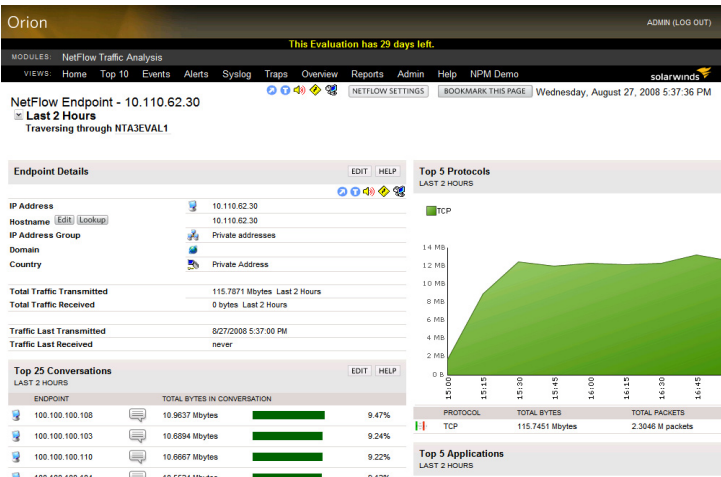 Orion
ADMIN (LOG OUT)
This Evaluation has 29 days left.
MODULES: NetFlow Traffic Analysis
VIEWS: Home Top 10 Events Alerts Syslog Traps Overview Reports Admin Help NPM Demo
solarwinds
NETFLOW SETTINGS BOOKMARK THIS PAGE Wednesday, August 27, 2008 5:37:36 PM
NetFlow Endpoint - 10.110.62.30
Last 2 Hours
Traversing through NTA3EVAL1
Endpoint Details EDIT HELP
IP Address 10.110.62.30
Hostname Edit Lookup 10.110.62.30
IP Address Group Private addresses
Domain
Country Private Address
Total Traffic Transmitted 115.7871 Mbytes Last 2 Hours
Total Traffic Received 0 bytes Last 2 Hours
Traffic Last Transmitted 8/27/2008 5:37:00 PM
Traffic Last Received never
Top 25 Conversations EDIT HELP
LAST 2 HOURS
ENDPOINT TOTAL BYTES IN CONVERSATION
100.100.100.108 10.9637 Mbytes 9.47%
100.100.100.103 10.6894 Mbytes 9.24%
100.100.100.110 10.6667 Mbytes 9.22%
Top 5 Protocols
LAST 2 HOURS
TCP
14 MB
12 MB
10 MB
8 MB
6 MB
4 MB
2 MB
0 B
15:00 15:15 15:30 15:45 16:00 16:15 16:30 16:45
PROTOCOL TOTAL BYTES TOTAL PACKETS
TCP 115.7451 Mbytes 2.3046 M packets
Top 5 Applications
LAST 2 HOURS